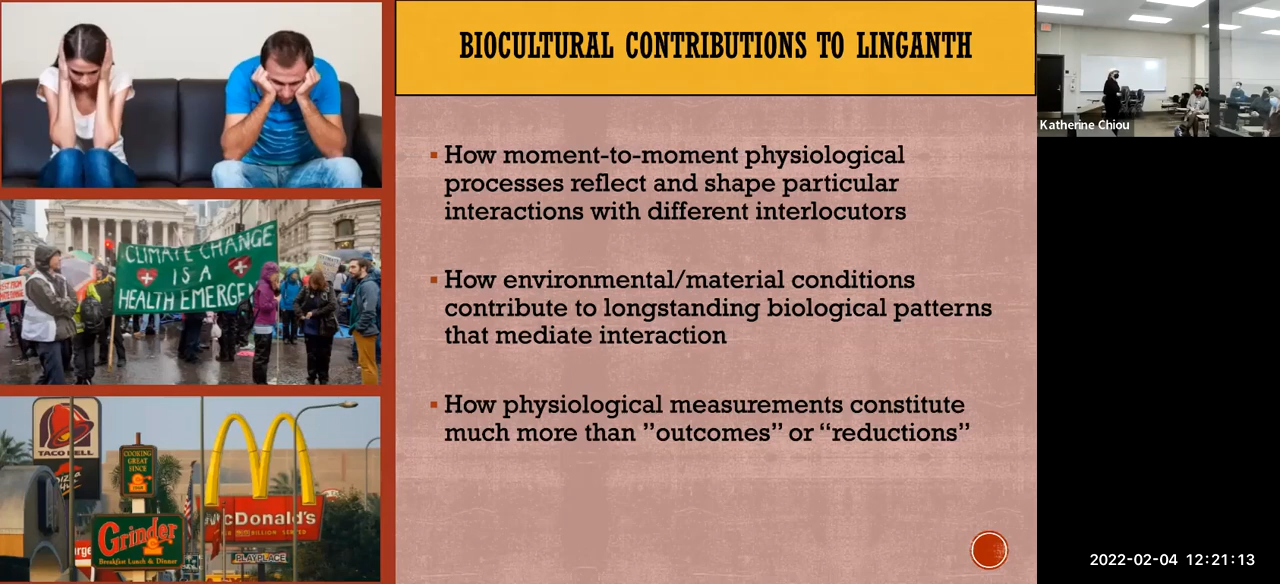 BIOCULTURAL CONTRIBUTIONS TO LINGANTH
How moment-to-moment physiological
processes reflect and shape particular
interactions with different interlocutors
How environmental/material conditions
contribute to longstanding biological patterns
that mediate interaction
How physiological measurements constitute
much more than ”outcomes” or “reductions”
CLIMATE CHANGE
IS A
HEALTH EMERGEN
TACO BELL
COOKING
GREAT
SINCE
Grinder
Breakfast Lunch & Dinner
McDonald's
PLAYPLACE
Katherine Chiou
2022-02-04 12:21:13